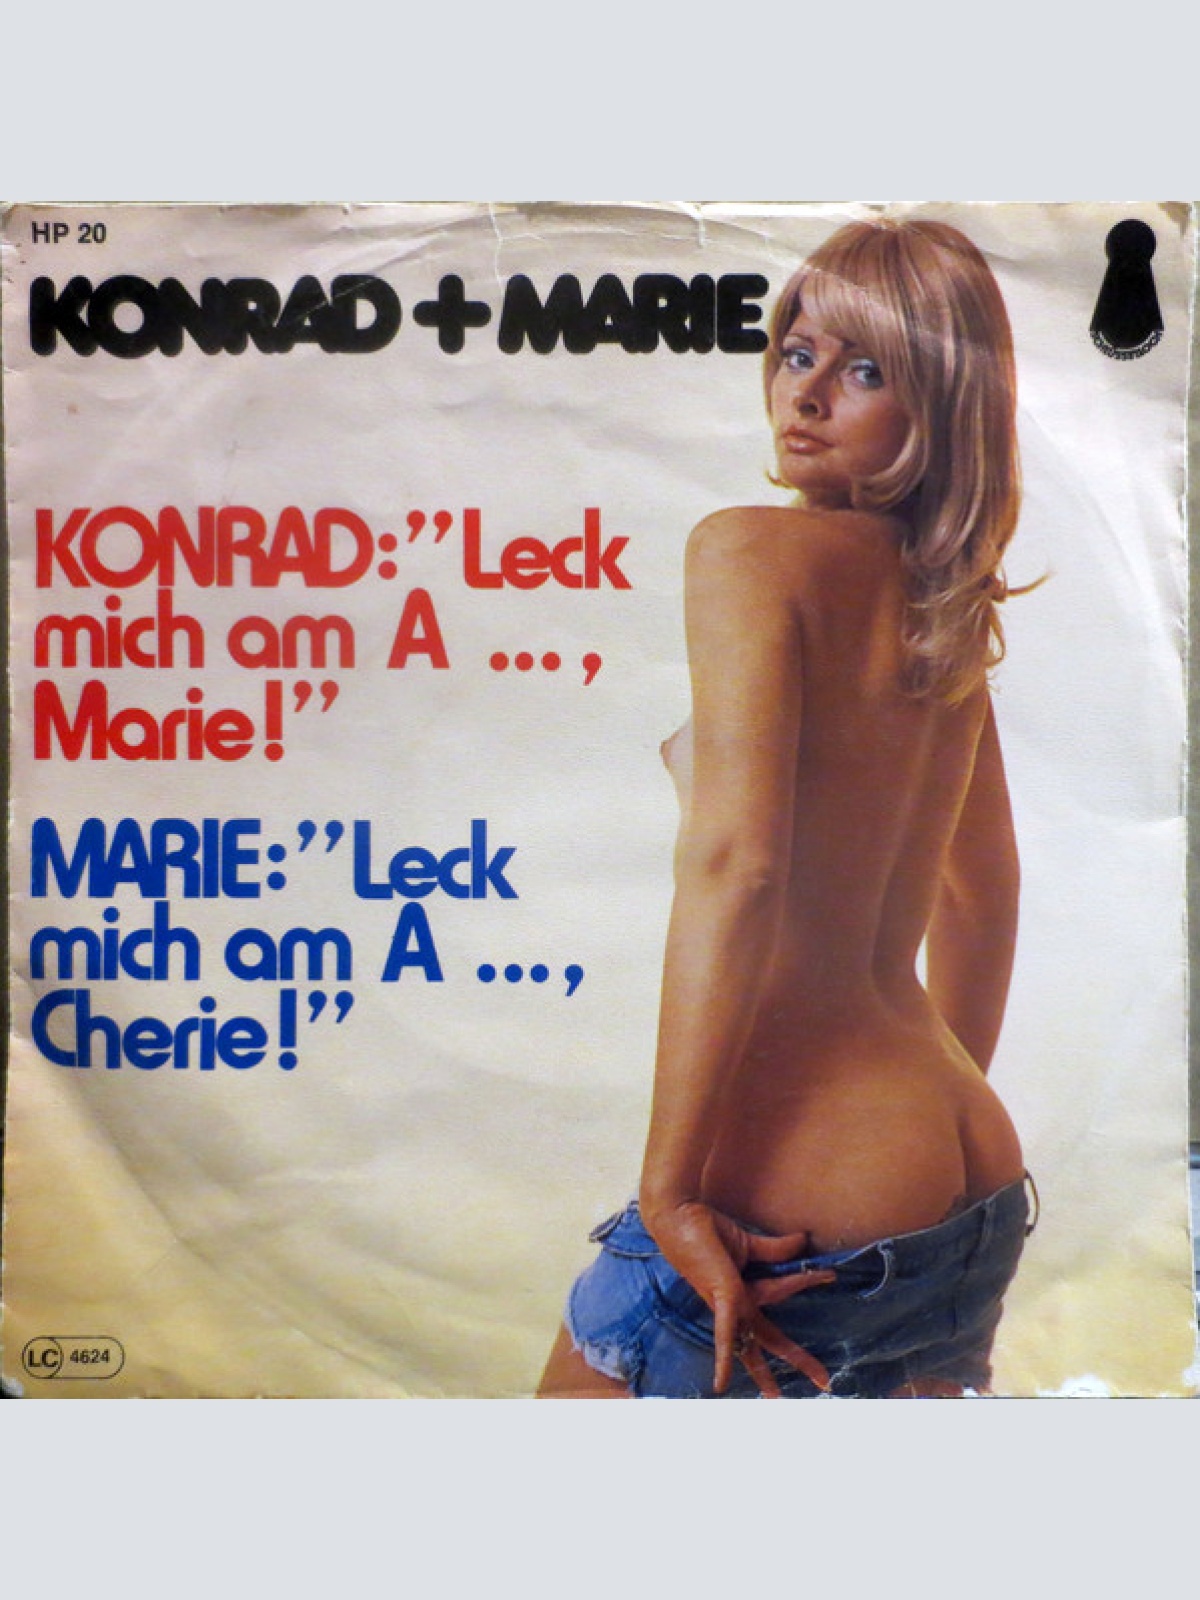 HP 20
KONRAD + MARIE
KONRAD: ”Leck
mich am A ... ,
Marie!”
MARIE: ”Leck
mich am A ... ,
Cherie!”
LC 4624